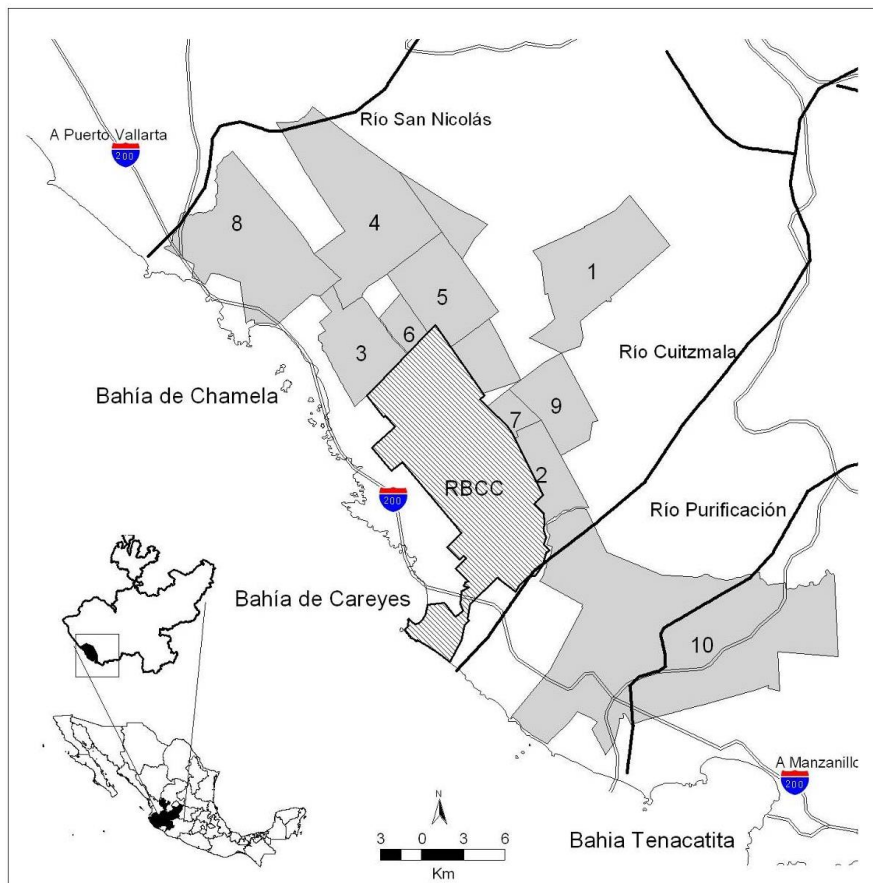 Río San Nicolás
A Puerto Vallarta
200
8
4
1
5
6
3
Río Cuitzmala
Bahía de Chamela
7
9
2
RBCC
200
Río Purificación
Bahía de Careyes
10
A Manzanillo
200
N
3 0 3 6
Km
Bahia Tenacatita